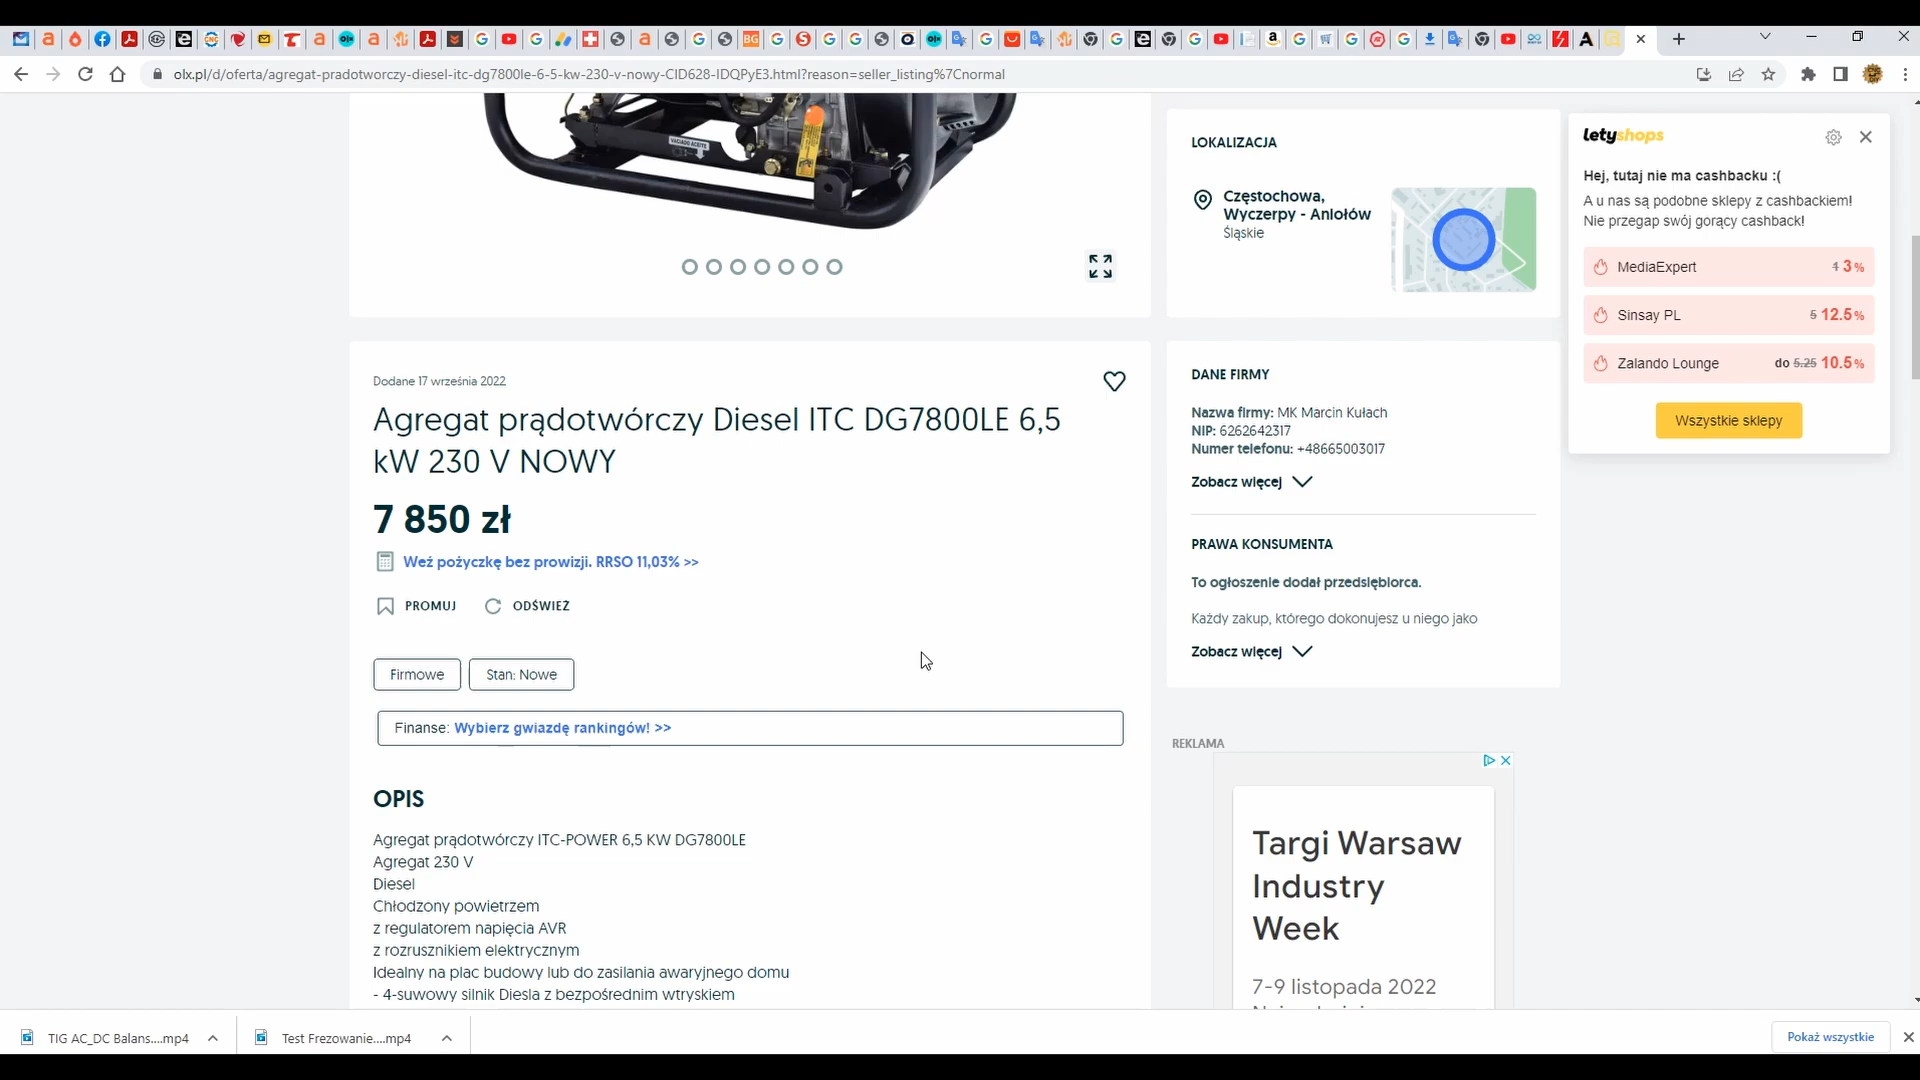 olx.pl/d/oferta/agregat-pradotworczy-diesel-itc-dg7800le-6-5-kw-230-v-nowy-CID628-IDQPyE3.html?reason=seller_listing%7Cnormal
VACIADO ACEITE
LOKALIZACJA
Częstochowa,
Wyczerpy - Aniołów
Śląskie
letyshops
Hej, tutaj nie ma cashbacku :(
A u nas są podobne sklepy z cashbackiem!
Nie przegap swój gorący cashback!
MediaExpert 1 3%
Sinsay PL 5 12.5%
Zalando Lounge do 5.25 10.5%
Wszystkie sklepy
Dodane 17 września 2022
Agregat prądotwórczy Diesel ITC DG7800LE 6,5
kW 230 V NOWY
7 850 zł
Weź pożyczkę bez prowizji. RRSO 11,03% >>
PROMUJ ODŚWIEŻ
Firmowe Stan: Nowe
Finanse: Wybierz gwiazdę rankingów! >>
OPIS
Agregat prądotwórczy ITC-POWER 6,5 KW DG7800LE
Agregat 230 V
Diesel
Chłodzony powietrzem
z regulatorem napięcia AVR
z rozrusznikiem elektrycznym
Idealny na plac budowy lub do zasilania awaryjnego domu
- 4-suwowy silnik Diesla z bezpośrednim wtryskiem
DANE FIRMY
Nazwa firmy: MK Marcin Kułach
NIP: 6262642317
Numer telefonu: +48665003017
Zobacz więcej
PRAWA KONSUMENTA
To ogłoszenie dodał przedsiębiorca.
Każdy zakup, którego dokonujesz u niego jako
Zobacz więcej
REKLAMA
Targi Warsaw
Industry
Week
7-9 listopada 2022
TIG AC_DC Balans....mp4
Test Frezowanie....mp4
Pokaż wszystkie